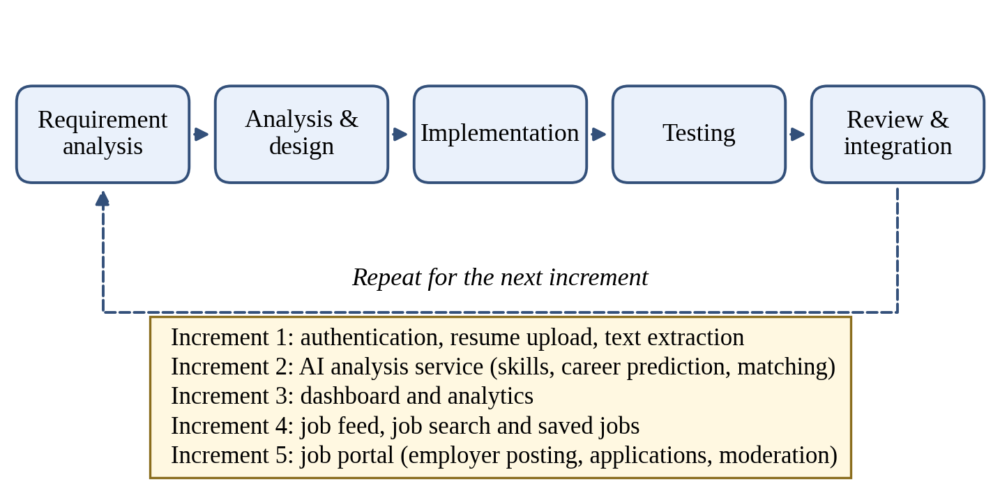 Requirement
analysis
Analysis &
design
Implementation
Testing
Review &
integration
Repeat for the next increment
Increment 1: authentication, resume upload, text extraction
Increment 2: AI analysis service (skills, career prediction, matching)
Increment 3: dashboard and analytics
Increment 4: job feed, job search and saved jobs
Increment 5: job portal (employer posting, applications, moderation)